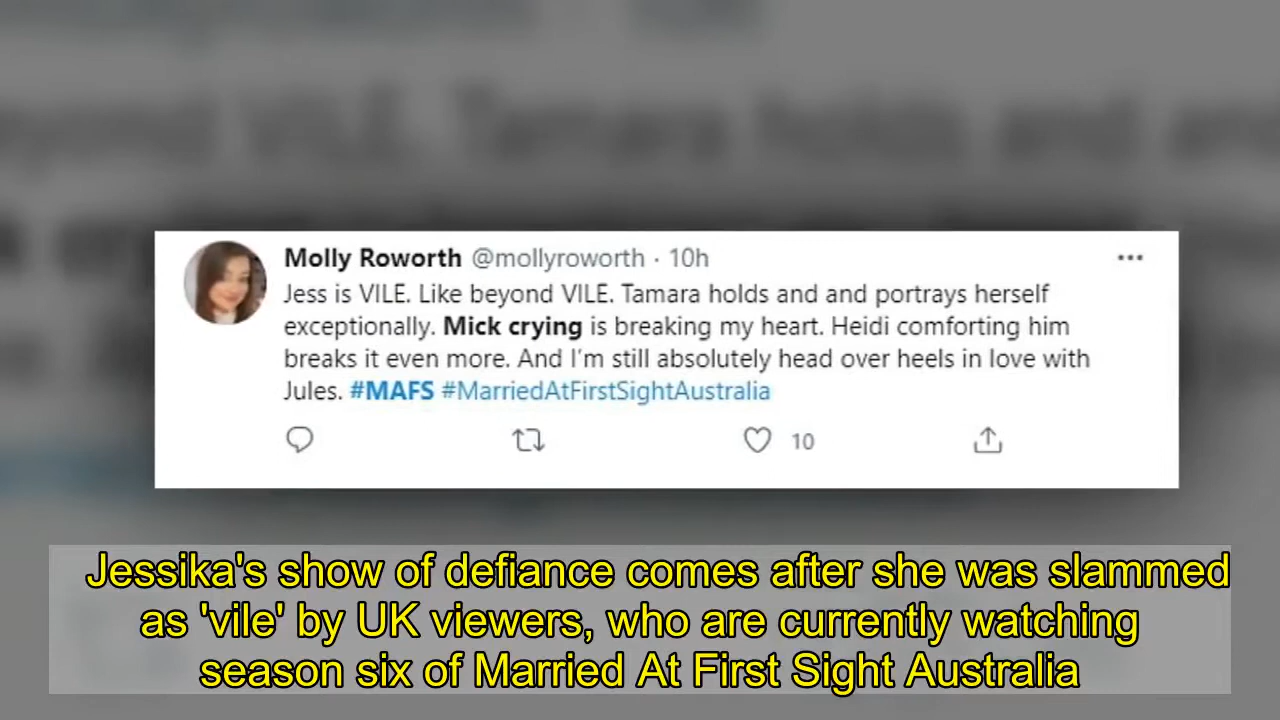 Molly Roworth @mollyroworth · 10h
Jess is VILE. Like beyond VILE. Tamara holds and and portrays herself
exceptionally. Mick crying is breaking my heart. Heidi comforting him
breaks it even more. And I'm still absolutely head over heels in love with
Jules. #MAFS #MarriedAtFirstSightAustralia
10
Jessika's show of defiance comes after she was slammed
as 'vile' by UK viewers, who are currently watching
season six of Married At First Sight Australia